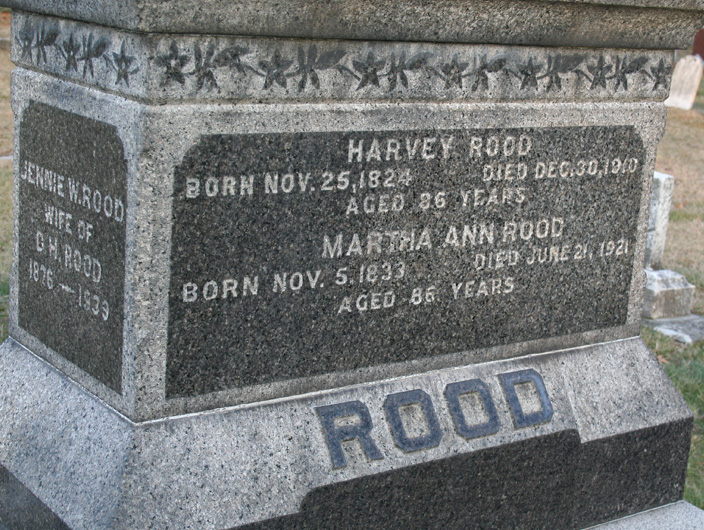 JENNIE W. ROOD
WIFE OF
ROOD
1876 — 1939
HARVEY ROOD
BORN NOV. 25, 1824 DIED DEC. 30, 1910
AGED 86 YEARS
MARTHA ANN ROOD
BORN NOV. 5, 1833 DIED JUNE 21, 1921
AGED 86 YEARS
ROOD